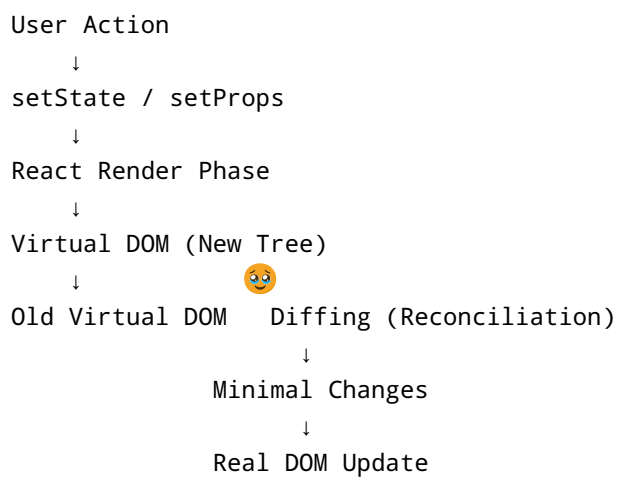 User Action
↓
setState / setProps
↓
React Render Phase
↓
Virtual DOM (New Tree)
↓ 🥹
Old Virtual DOM Diffing (Reconciliation)
↓
Minimal Changes
↓
Real DOM Update